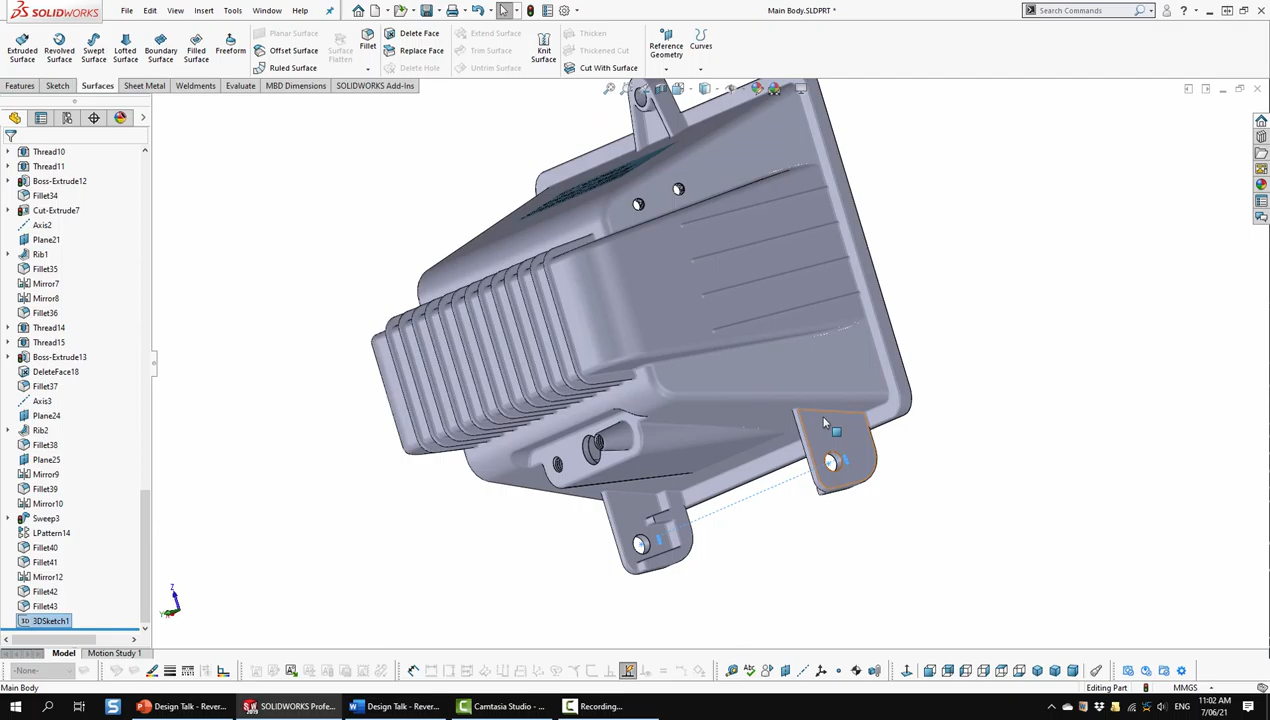 SOLIDWORKS File Edit View Insert Tools Window Main Body.SLDPRT * Search Commands
Extruded Surface Revolved Surface Swept Surface Lofted Surface Boundary Surface Filled Surface Freeform Planar Surface Offset Surface Ruled Surface Surface Flatten Fillet Delete Face Replace Face Delete Hole Extend Surface Trim Surface Untrim Surface Knit Surface Thicken Thickened Cut Cut With Surface Reference Geometry Curves
Features Sketch Surfaces Sheet Metal Weldments Evaluate MBD Dimensions SOLIDWORKS Add-Ins
Thread10
Thread11
Boss-Extrude12
Fillet34
Cut-Extrude7
Axis2
Plane21
Rib1
Fillet35
Mirror7
Mirror8
Fillet36
Thread14
Thread15
Boss-Extrude13
DeleteFace18
Fillet37
Axis3
Plane24
Rib2
Fillet38
Plane25
Mirror9
Fillet39
Mirror10
Sweep3
LPattern14
Fillet40
Fillet41
Mirror12
Fillet42
Fillet43
3D 3DSketch1
Z
Y
Model Motion Study 1
-None-
Main Body Editing Part MMGS
Design Talk - Rever... SOLIDWORKS Profe... Design Talk - Rever... Camtasia Studio - ... Recording... ENG 11:02 AM
7/06/21